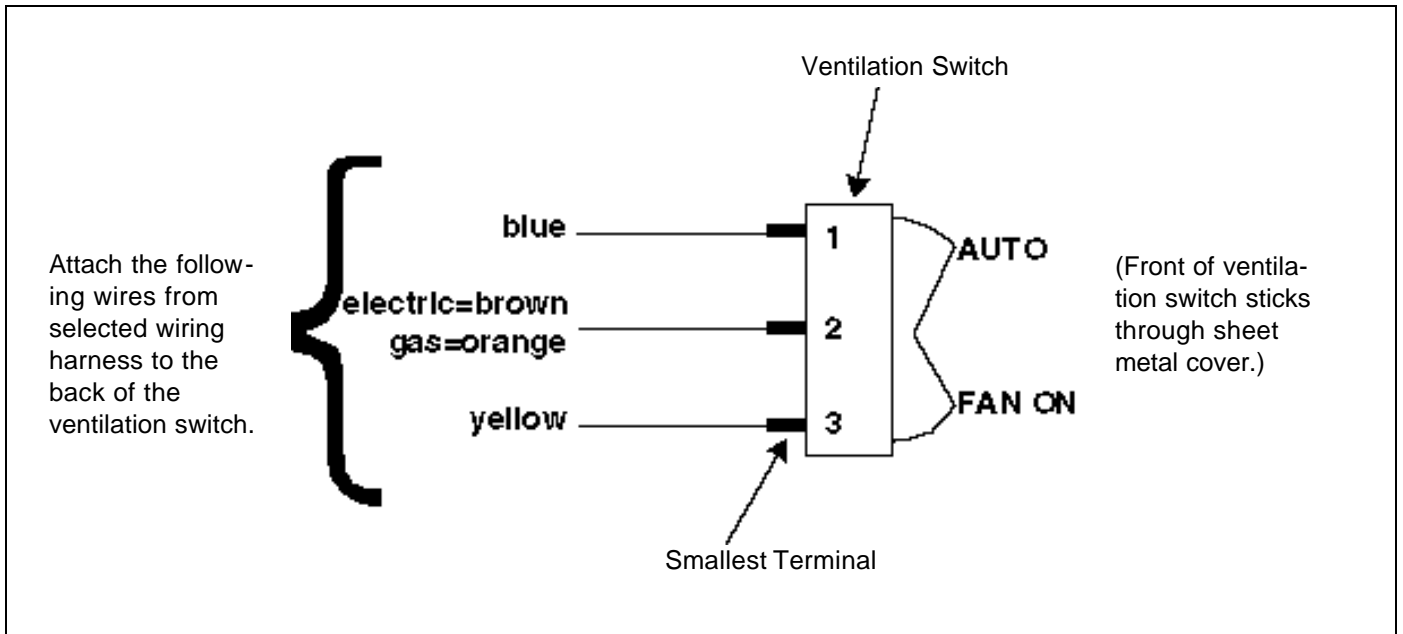 Ventilation Switch
Attach the follow-
ing wires from
selected wiring
harness to the
back of the
ventilation switch.
blue
electric=brown
gas=orange
yellow
1
2
3
AUTO
FAN ON
(Front of ventila-
tion switch sticks
through sheet
metal cover.)
Smallest Terminal